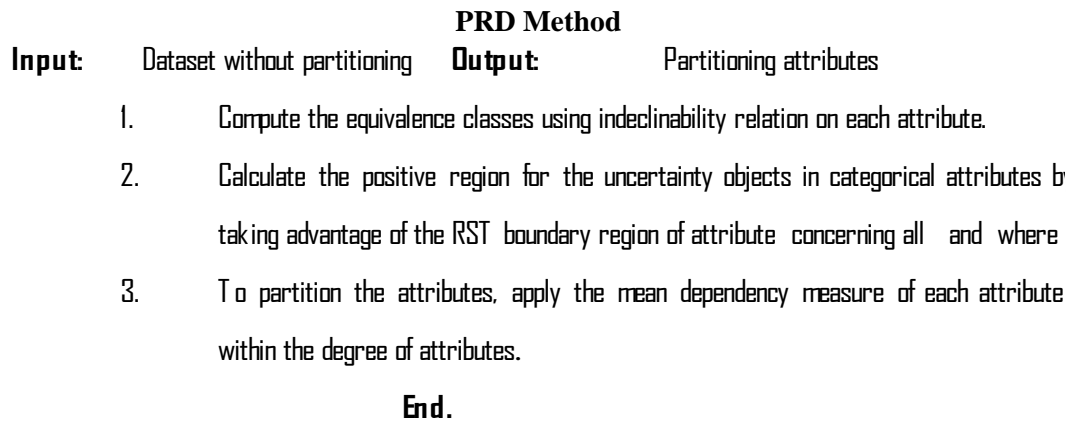 PRD Method
Input: Dataset without partitioning Output: Partitioning attributes
1. Compute the equivalence classes using indeclinability relation on each attribute.
2. Calculate the positive region for the uncertainty objects in categorical attributes by
taking advantage of the RST boundary region of attribute concerning all and where
3. To partition the attributes, apply the mean dependency measure of each attribute
within the degree of attributes.
End.